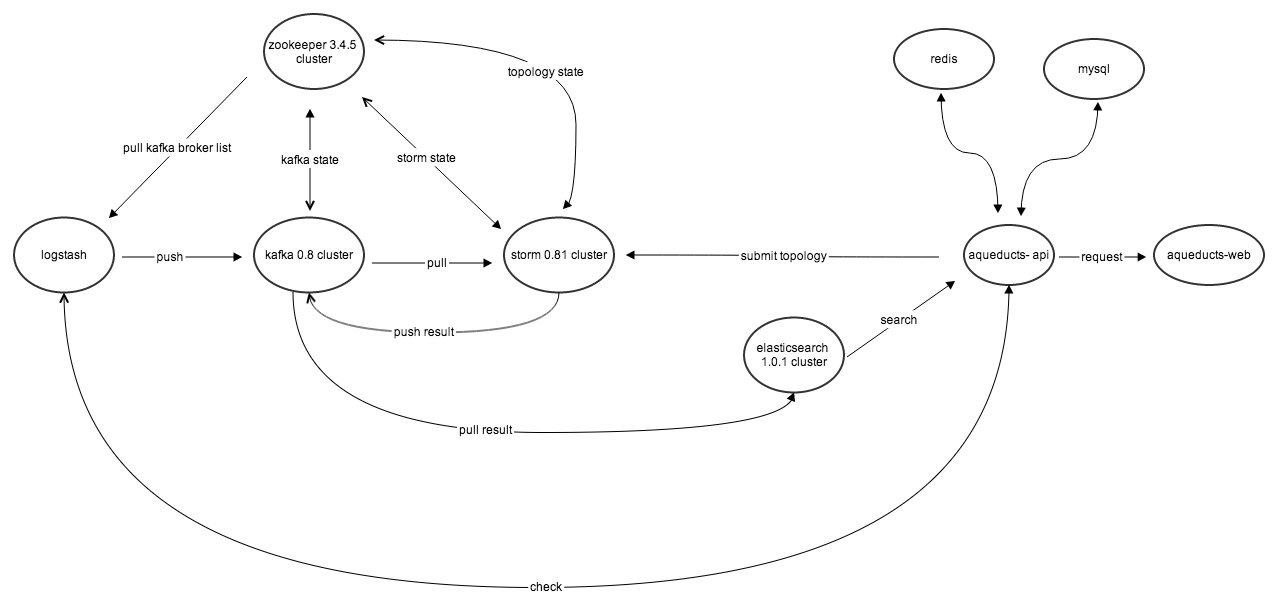 zookeeper 3.4.5
cluster
redis
mysql
topology state
pull kafka broker list
kafka state
storm state
logstash
push
kafka 0.8 cluster
pull
storm 0.81 cluster
submit topology
aqueducts- api
request
aqueducts-web
push result
search
elasticsearch
1.0.1 cluster
pull result
check